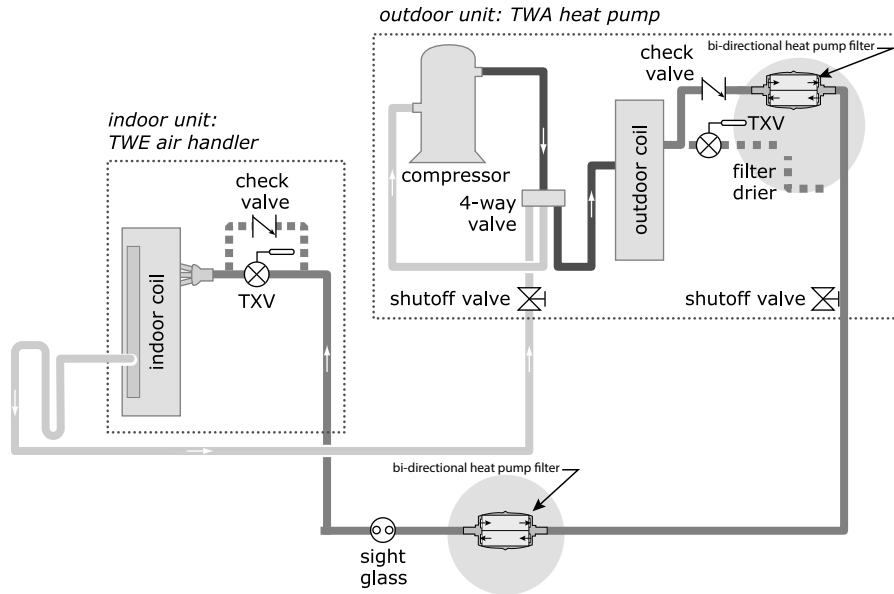 outdoor unit: TWA heat pump
bi-directional heat pump filter
check
valve
indoor unit:
TWE air handler
TXV
compressor
outdoor coil
filter
drier
4-way
valve
check
valve
TXV
indoor coil
shutoff valve
shutoff valve
bi-directional heat pump filter
sight
glass